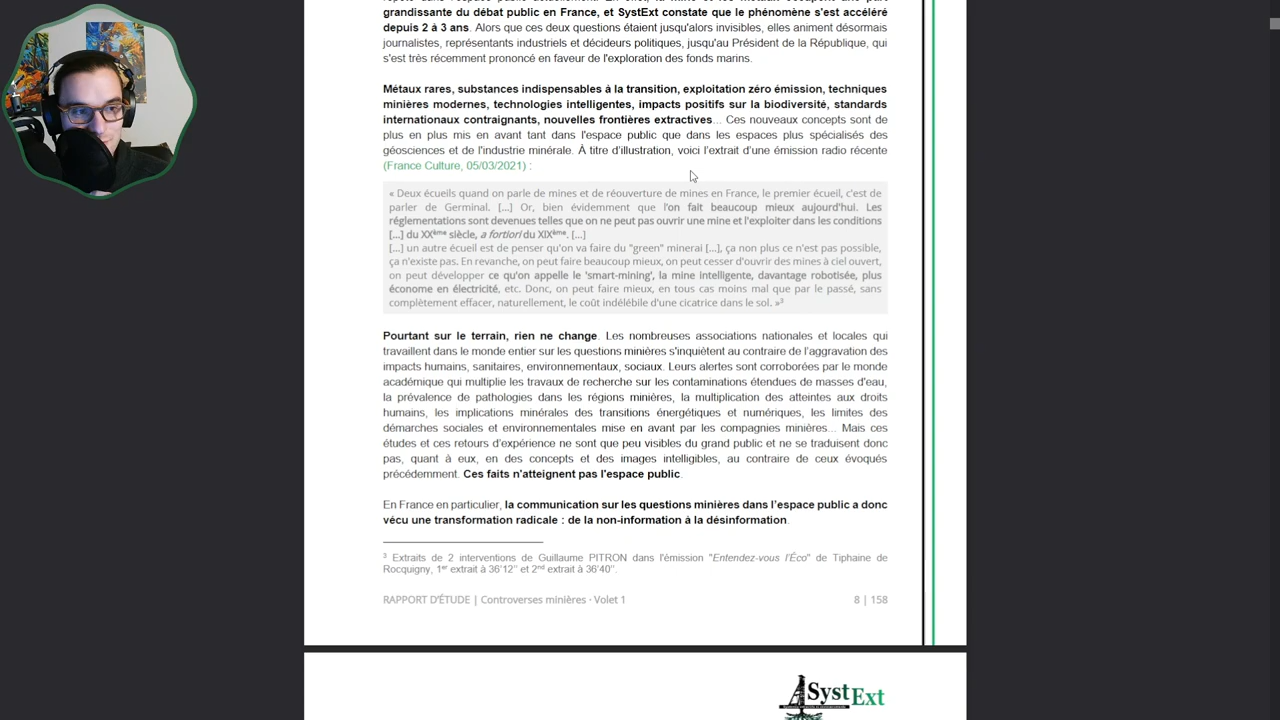 grandissante du débat public en France, et SystExt constate que le phénomène s'est accéléré
depuis 2 à 3 ans. Alors que ces deux questions étaient jusqu'alors invisibles, elles animent désormais
journalistes, représentants industriels et décideurs politiques, jusqu'au Président de la République, qui
s'est très récemment prononcé en faveur de l'exploration des fonds marins.
Métaux rares, substances indispensables à la transition, exploitation zéro émission, techniques
minières modernes, technologies intelligentes, impacts positifs sur la biodiversité, standards
internationaux contraignants, nouvelles frontières extractives... Ces nouveaux concepts sont de
plus en plus mis en avant tant dans l'espace public que dans les espaces plus spécialisés des
géosciences et de l'industrie minérale. À titre d'illustration, voici l'extrait d'une émission radio récente
(France Culture, 05/03/2021) :
« Deux écueils quand on parle de mines et de réouverture de mines en France, le premier écueil, c'est de
parler de Germinal. [...] Or, bien évidemment que l'on fait beaucoup mieux aujourd'hui. Les
réglementations sont devenues telles que on ne peut pas ouvrir une mine et l'exploiter dans les conditions
[...] du XXème siècle, a fortiori du XIXème. [...]
[...] un autre écueil est de penser qu'on va faire du "green" minerai [...], ça non plus ce n'est pas possible,
ça n'existe pas. En revanche, on peut faire beaucoup mieux, on peut cesser d'ouvrir des mines à ciel ouvert,
on peut développer ce qu'on appelle le 'smart-mining', la mine intelligente, davantage robotisée, plus
économe en électricité, etc. Donc, on peut faire mieux, en tous cas moins mal que par le passé, sans
complètement effacer, naturellement, le coût indélébile d'une cicatrice dans le sol. »3
Pourtant sur le terrain, rien ne change. Les nombreuses associations nationales et locales qui
travaillent dans le monde entier sur les questions minières s'inquiètent au contraire de l'aggravation des
impacts humains, sanitaires, environnementaux, sociaux. Leurs alertes sont corroborées par le monde
académique qui multiplie les travaux de recherche sur les contaminations étendues de masses d'eau,
la prévalence de pathologies dans les régions minières, la multiplication des atteintes aux droits
humains, les implications minérales des transitions énergétiques et numériques, les limites des
démarches sociales et environnementales mise en avant par les compagnies minières... Mais ces
études et ces retours d'expérience ne sont que peu visibles du grand public et ne se traduisent donc
pas, quant à eux, en des concepts et des images intelligibles, au contraire de ceux évoqués
précédemment. Ces faits n'atteignent pas l'espace public.
En France en particulier, la communication sur les questions minières dans l'espace public a donc
vécu une transformation radicale : de la non-information à la désinformation.
3 Extraits de 2 interventions de Guillaume PITRON dans l'émission "Entendez-vous l'Éco" de Tiphaine de
Rocquigny, 1er extrait à 36'12'' et 2nd extrait à 36'40''.
RAPPORT D'ÉTUDE | Controverses minières - Volet 1 8 | 158
SystExt